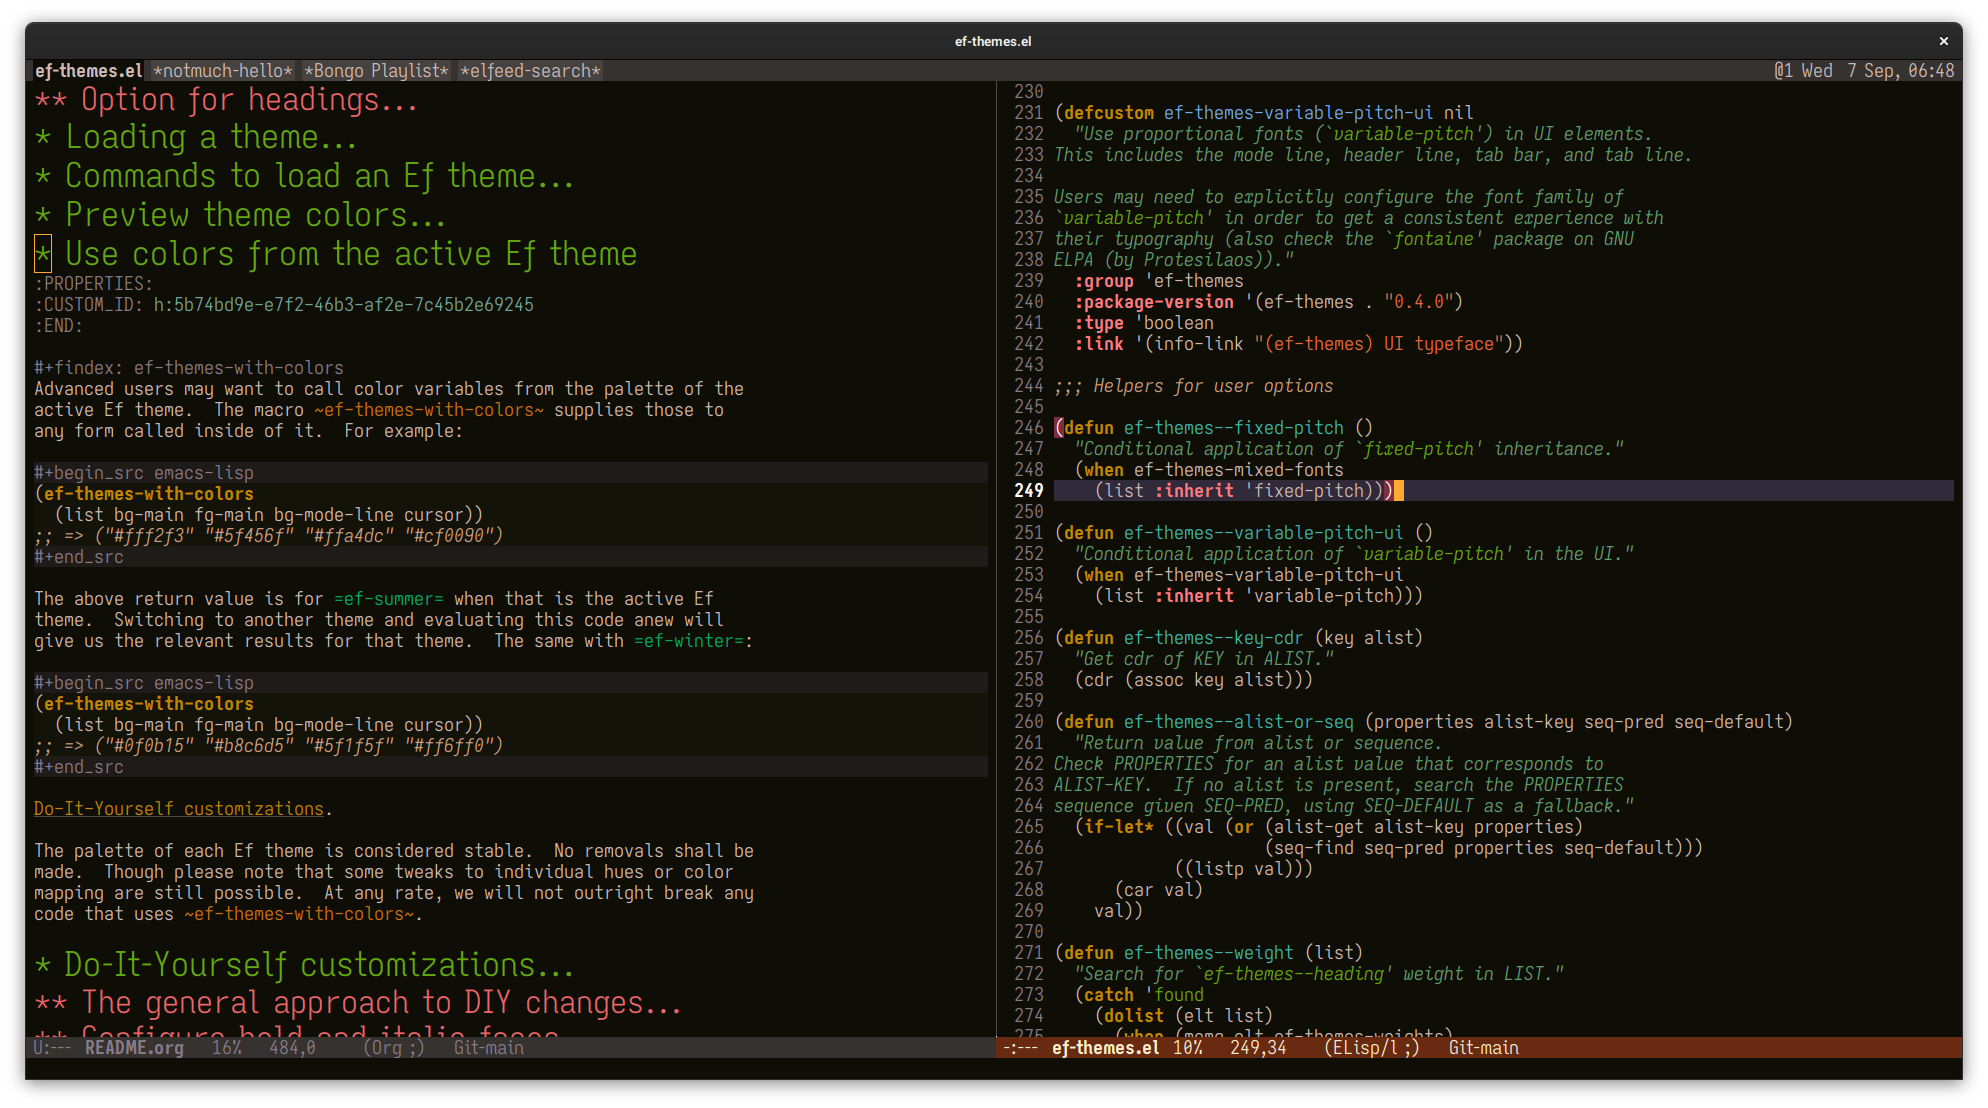 ef-themes.el
×
ef-themes.el *notmuch-hello* *Bongo Playlist* *elfeed-search*
@1 Wed  7 Sep, 06:48
** Option for headings...
* Loading a theme...
* Commands to load an Ef theme...
* Preview theme colors...
* Use colors from the active Ef theme
:PROPERTIES:
:CUSTOM_ID: h:5b74bd9e-e7f2-46b3-af2e-7c45b2e69245
:END:
#+findex: ef-themes-with-colors
Advanced users may want to call color variables from the palette of the
active Ef theme.  The macro ~ef-themes-with-colors~ supplies those to
any form called inside of it.  For example:
#+begin_src emacs-lisp
(ef-themes-with-colors
  (list bg-main fg-main bg-mode-line cursor))
;; => ("#fff2f3" "#5f456f" "#ffa4dc" "#cf0090")
#+end_src
The above return value is for =ef-summer= when that is the active Ef
theme.  Switching to another theme and evaluating this code anew will
give us the relevant results for that theme.  The same with =ef-winter=:
#+begin_src emacs-lisp
(ef-themes-with-colors
  (list bg-main fg-main bg-mode-line cursor))
;; => ("#0f0b15" "#b8c6d5" "#5f1f5f" "#ff6ff0")
#+end_src
Do-It-Yourself customizations.
The palette of each Ef theme is considered stable.  No removals shall be
made.  Though please note that some tweaks to individual hues or color
mapping are still possible.  At any rate, we will not outright break any
code that uses ~ef-themes-with-colors~.
* Do-It-Yourself customizations...
** The general approach to DIY changes...
** Configure bold and italic faces
U:---  README.org   16%   484,0     (Org ;)   Git-main
230
231 (defcustom ef-themes-variable-pitch-ui nil
232   "Use proportional fonts (`variable-pitch') in UI elements.
233 This includes the mode line, header line, tab bar, and tab line.
234
235 Users may need to explicitly configure the font family of
236 `variable-pitch' in order to get a consistent experience with
237 their typography (also check the `fontaine' package on GNU
238 ELPA (by Protesilaos))."
239   :group 'ef-themes
240   :package-version '(ef-themes . "0.4.0")
241   :type 'boolean
242   :link '(info-link "(ef-themes) UI typeface"))
243
244 ;;; Helpers for user options
245
246 (defun ef-themes--fixed-pitch ()
247   "Conditional application of `fixed-pitch' inheritance."
248   (when ef-themes-mixed-fonts
249     (list :inherit 'fixed-pitch)))
250
251 (defun ef-themes--variable-pitch-ui ()
252   "Conditional application of `variable-pitch' in the UI."
253   (when ef-themes-variable-pitch-ui
254     (list :inherit 'variable-pitch)))
255
256 (defun ef-themes--key-cdr (key alist)
257   "Get cdr of KEY in ALIST."
258   (cdr (assoc key alist)))
259
260 (defun ef-themes--alist-or-seq (properties alist-key seq-pred seq-default)
261   "Return value from alist or sequence.
262 Check PROPERTIES for an alist value that corresponds to
263 ALIST-KEY.  If no alist is present, search the PROPERTIES
264 sequence given SEQ-PRED, using SEQ-DEFAULT as a fallback."
265   (if-let* ((val (or (alist-get alist-key properties)
266                      (seq-find seq-pred properties seq-default)))
267             ((listp val)))
268       (car val)
269     val))
270
271 (defun ef-themes--weight (list)
272   "Search for `ef-themes--heading' weight in LIST."
273   (catch 'found
274     (dolist (elt list)
275       (when (memq elt ef-themes-weights)
-:---  ef-themes.el  10%   249,34    (ELisp/l ;)   Git-main